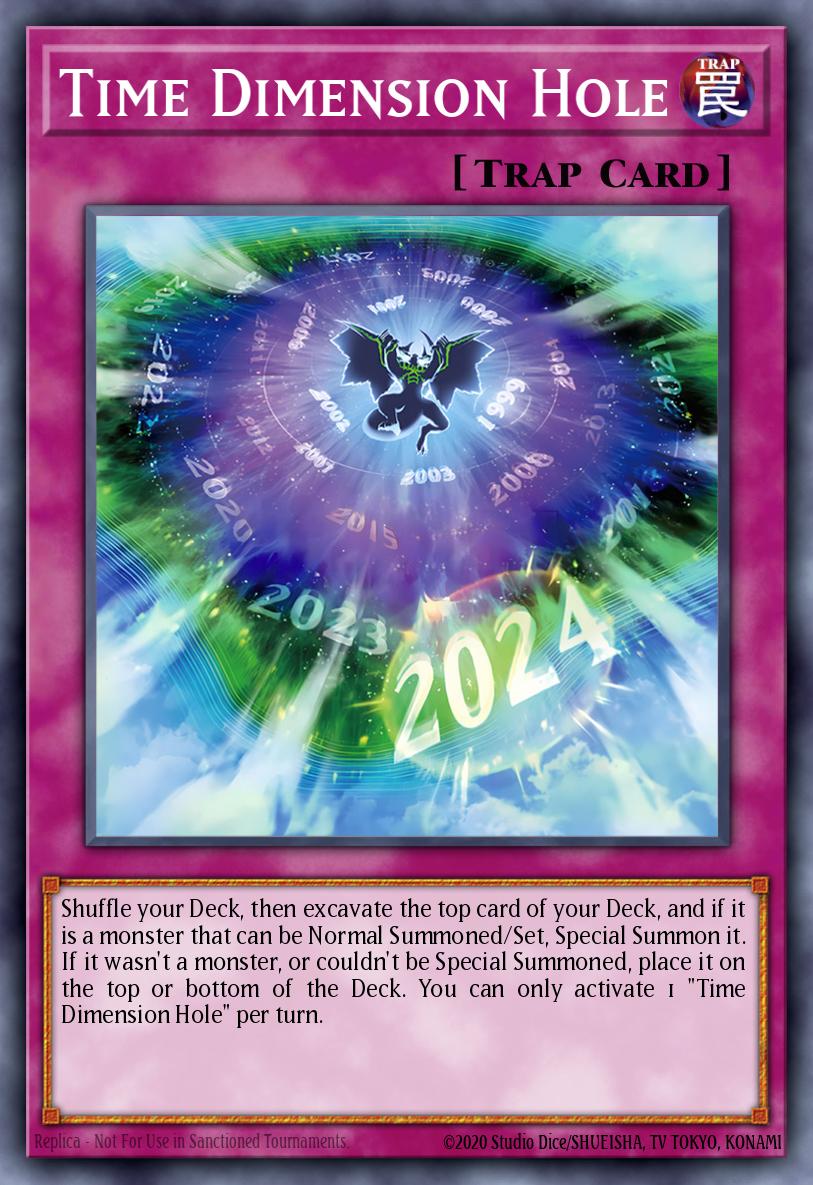 Time Dimension Hole
TRAP
罠
[Trap Card]
2005
2001
2000
2006
2004
2021
2022
1999
2002
2013
2012
2007
2003
2008
2020
2015
2023
2024
Shuffle your Deck, then excavate the top card of your Deck, and if it
is a monster that can be Normal Summoned/Set, Special Summon it.
If it wasn't a monster, or couldn't be Special Summoned, place it on
the top or bottom of the Deck. You can only activate 1 "Time
Dimension Hole" per turn.
Replica - Not For Use in Sanctioned Tournaments.
©2020 Studio Dice/SHUEISHA, TV TOKYO, KONAMI